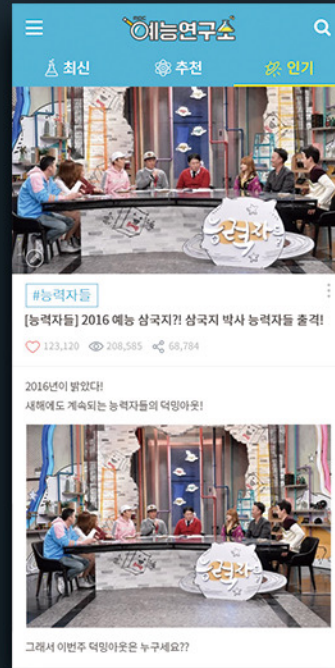 예능연구소
최신
추천
인기
능력자들
#능력자들
[능력자들] 2016 예능 삼국지?! 삼국지 박사 능력자들 출격!
123,120 208,585 68,784
2016년이 밝았다!
새해에도 계속되는 능력자들의 덕밍아웃!
능력자들
그래서 이번주 덕밍아웃은 누구세요??